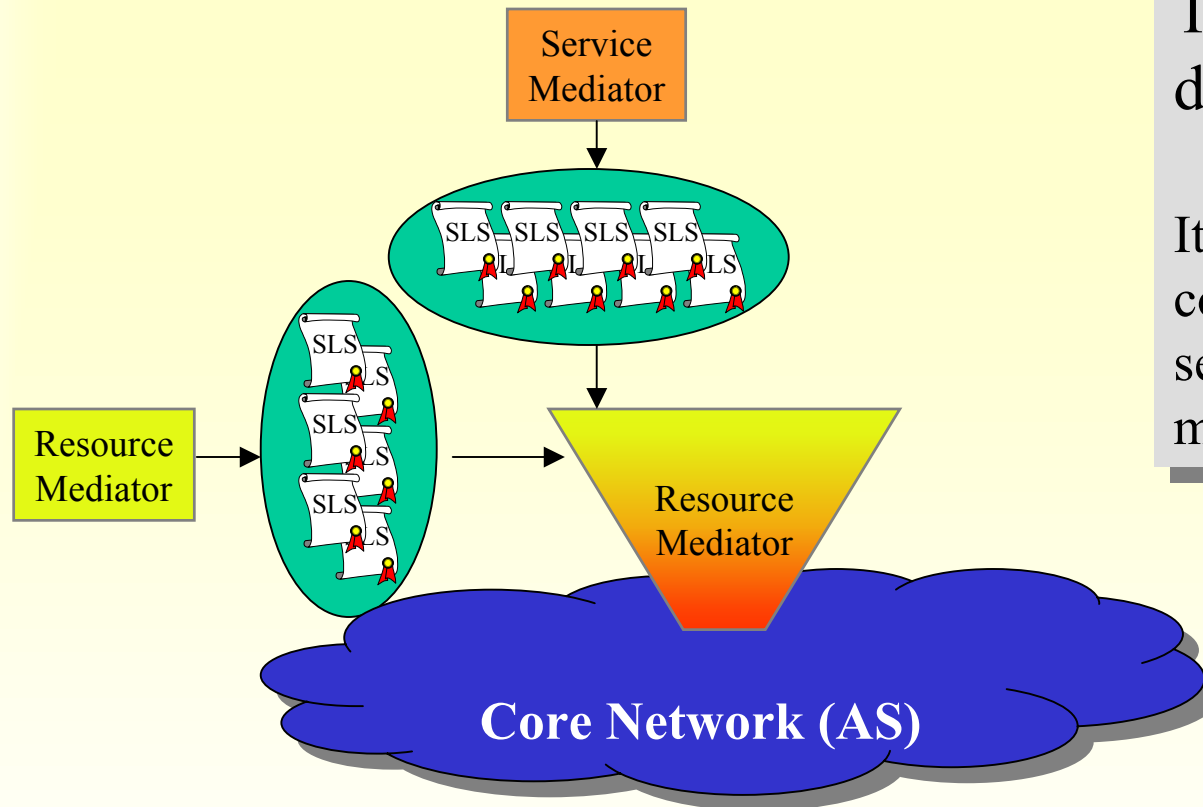 Service
Mediator
SLS SLS SLS SLS
LS
SLS
LS
SLS
LS
SLS
LS
Resource
Mediator
Resource
Mediator
Core Network (AS)
It